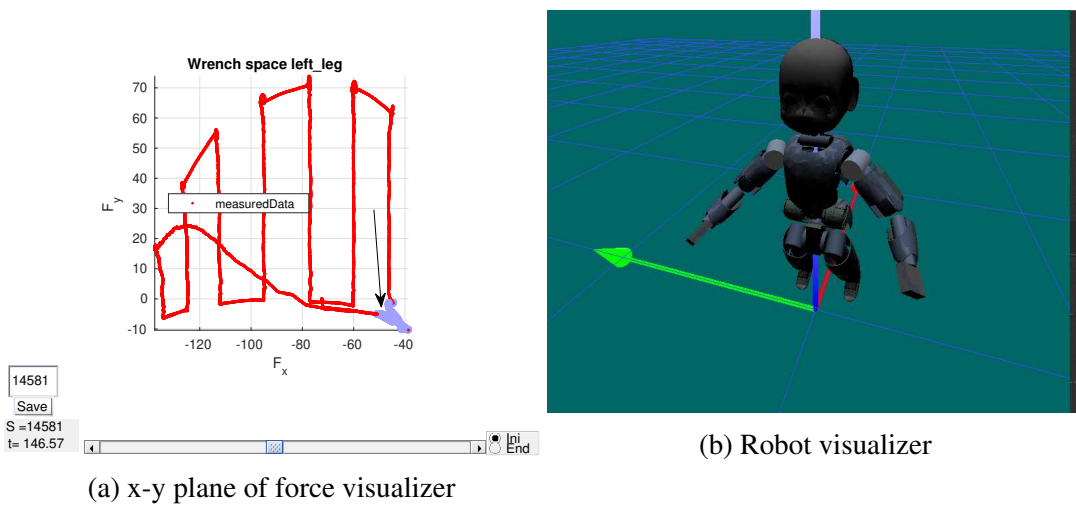 Wrench space left_leg
70
60
50
40
30
20
10
0
-10
F_y
measuredData
-120
-100
-80
-60
-40
F_x
14581
Save
S =14581
t= 146.57
Ini
End
(a) x-y plane of force visualizer
(b) Robot visualizer